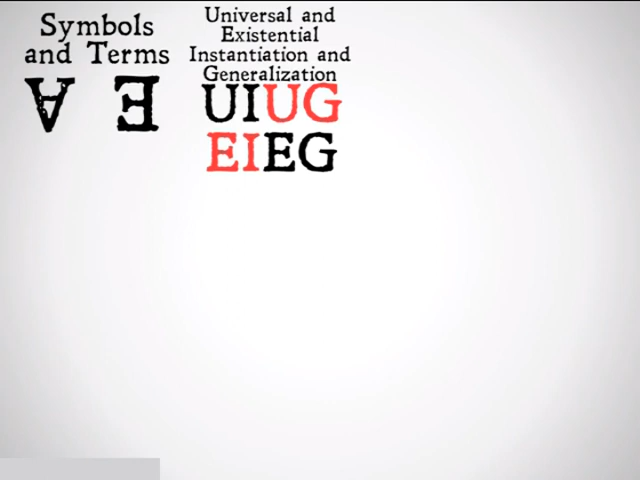 Symbols
and Terms
∀ ∃
Universal and
Existential
Instantiation and
Generalization
UIUG
EIEG